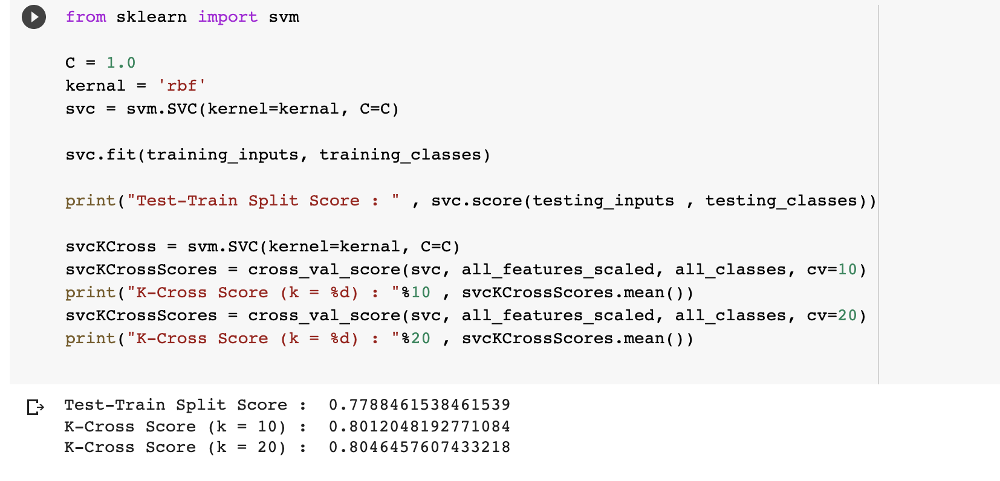 from sklearn import svm
C = 1.0
kernal = 'rbf'
svc = svm.SVC(kernel=kernal, C=C)
svc.fit(training_inputs, training_classes)
print("Test-Train Split Score : " , svc.score(testing_inputs , testing_classes))
svcKCross = svm.SVC(kernel=kernal, C=C)
svcKCrossScores = cross_val_score(svc, all_features_scaled, all_classes, cv=10)
print("K-Cross Score (k = %d) : "%10 , svcKCrossScores.mean())
svcKCrossScores = cross_val_score(svc, all_features_scaled, all_classes, cv=20)
print("K-Cross Score (k = %d) : "%20 , svcKCrossScores.mean())
Test-Train Split Score :  0.7788461538461539
K-Cross Score (k = 10) :  0.8012048192771084
K-Cross Score (k = 20) :  0.8046457607433218